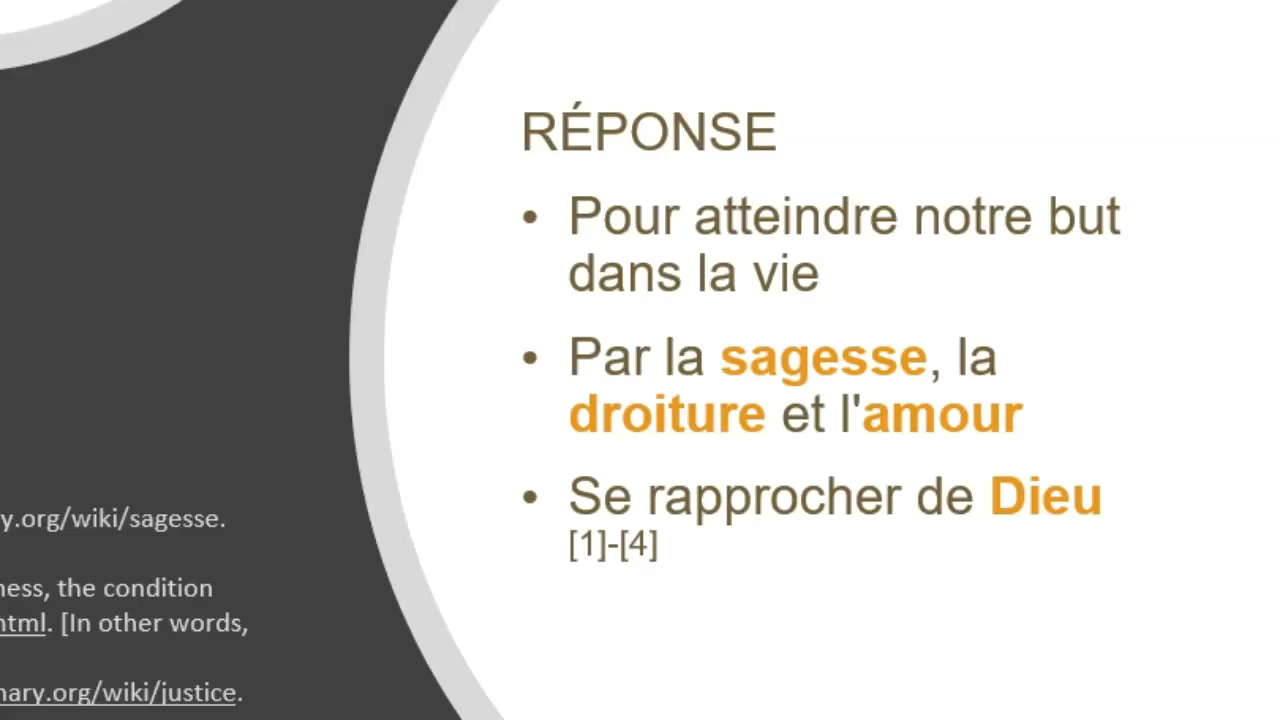 RÉPONSE
• Pour atteindre notre but
dans la vie
• Par la sagesse, la
droiture et l'amour
• Se rapprocher de Dieu
[1]-[4]
y.org/wiki/sagesse.
ness, the condition
html. [In other words,
nary.org/wiki/justice.